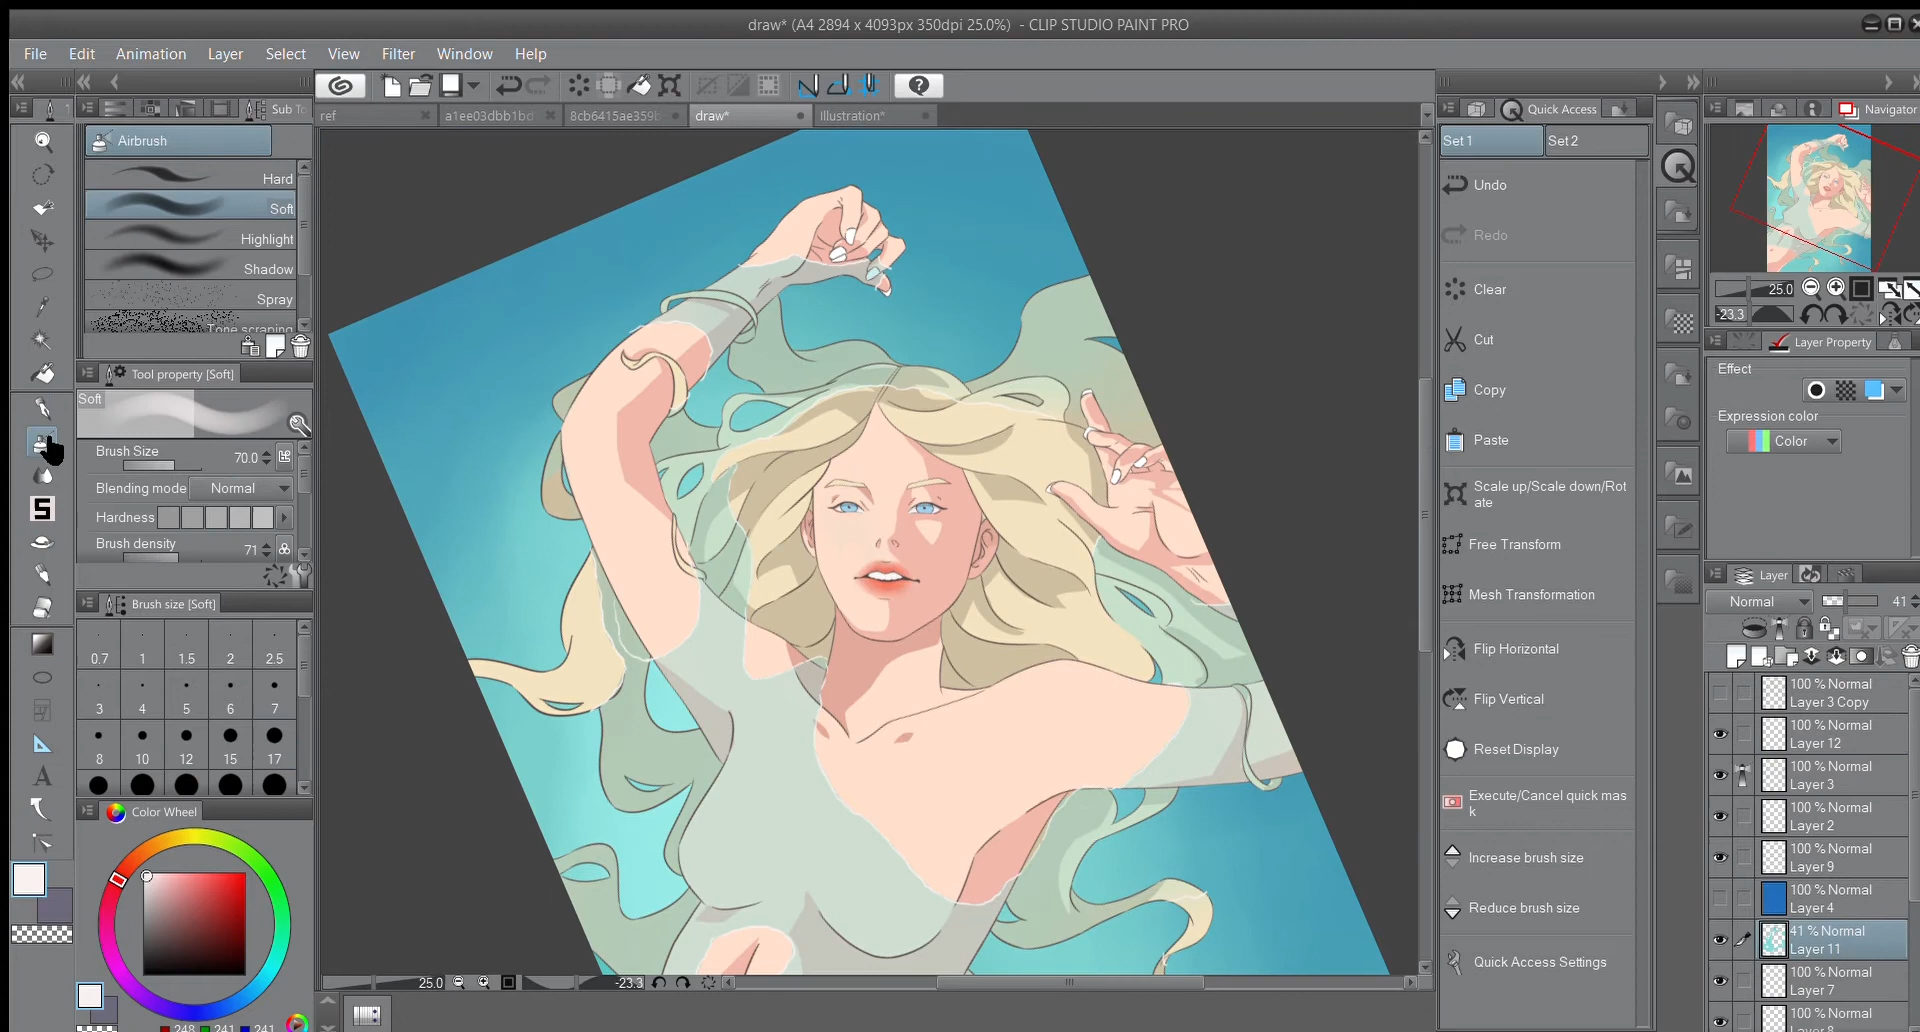 draw* (A4 2894 x 4093px 350dpi 25.0%) - CLIP STUDIO PAINT PRO
File Edit Animation Layer Select View Filter Window Help
Sub To
ref a1ee03dbb1bd 8cb6415ae359b draw* Illustration*
Airbrush
Hard
Soft
Highlight
Shadow
Spray
Tone scraping
Tool property [Soft]
Soft
Brush Size 70.0
Blending mode Normal
Hardness
Brush density 71
Brush size [Soft]
0.7 1 1.5 2 2.5
3 4 5 6 7
8 10 12 15 17
Color Wheel
248 241 241
25.0 -23.3
Quick Access
Set 1 Set 2
Undo
Redo
Clear
Cut
Copy
Paste
Scale up/Scale down/Rot
ate
Free Transform
Mesh Transformation
Flip Horizontal
Flip Vertical
Reset Display
Execute/Cancel quick mas
k
Increase brush size
Reduce brush size
Quick Access Settings
Navigator
25.0
-23.3
Layer Property
Effect
Expression color
Color
Layer
Normal 41
100 % Normal
Layer 3 Copy
100 % Normal
Layer 12
100 % Normal
Layer 3
100 % Normal
Layer 2
100 % Normal
Layer 9
100 % Normal
Layer 4
41 % Normal
Layer 11
100 % Normal
Layer 7
100 % Normal
Layer 8